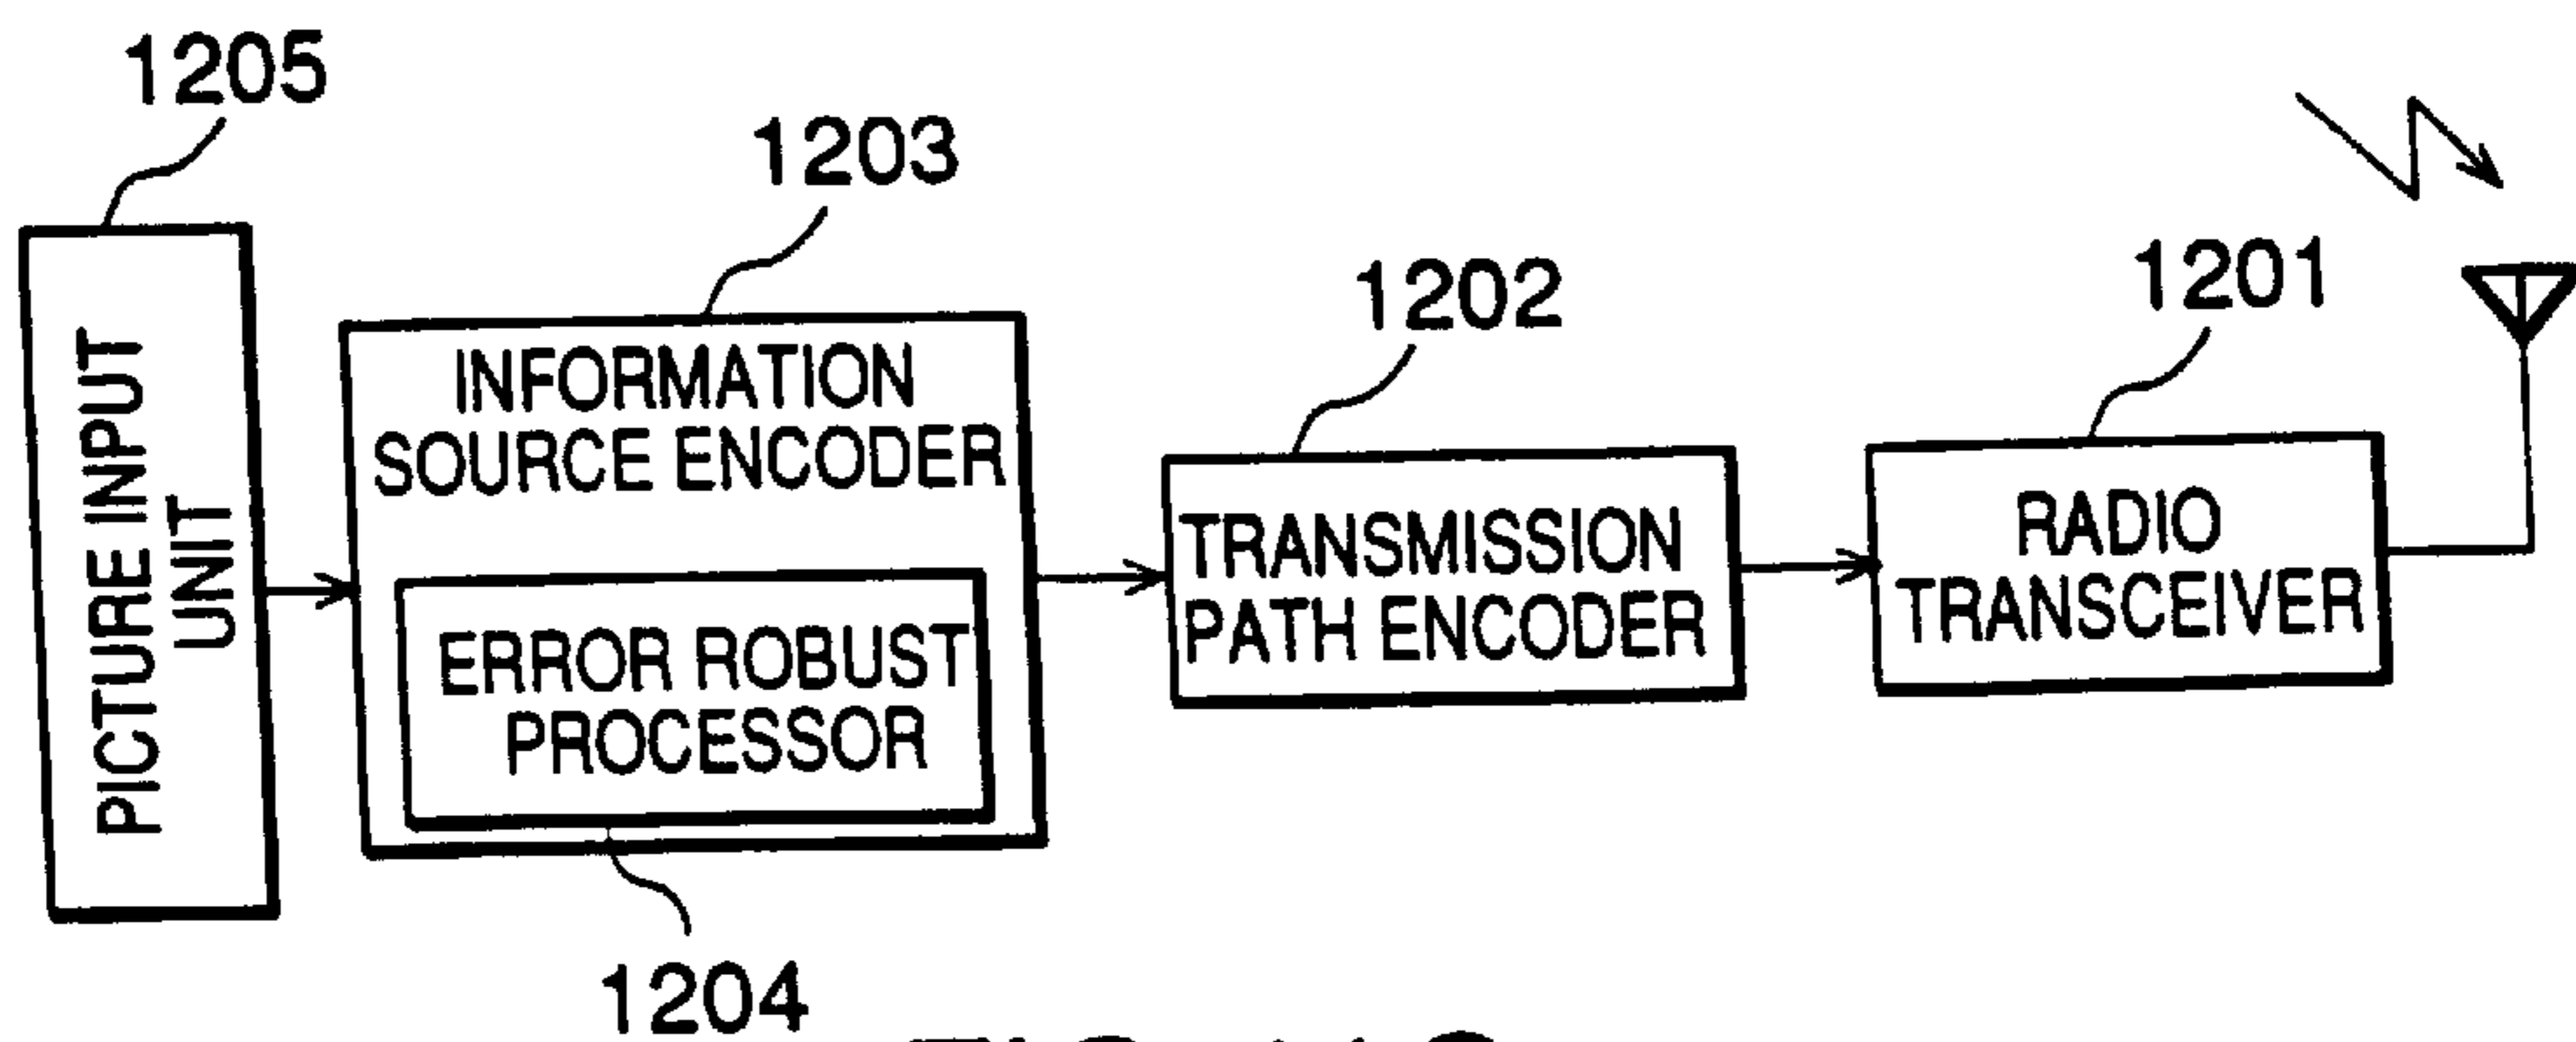 1205
1203
1202
1201
PICTURE INPUT
UNIT
INFORMATION
SOURCE ENCODER
ERROR ROBUST
PROCESSOR
TRANSMISSION
PATH ENCODER
RADIO
TRANSCEIVER
1204